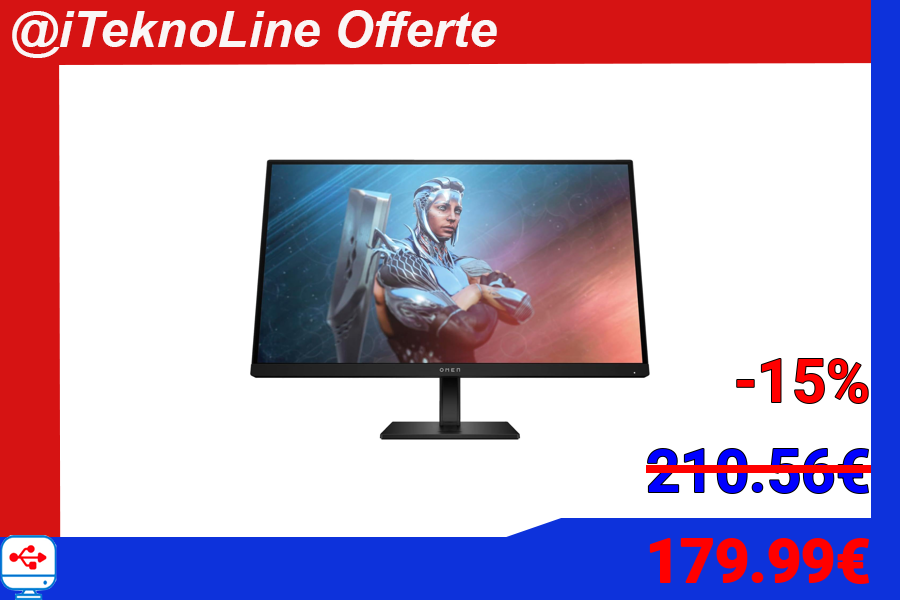 @iTeknoLine Offerte
OMEN
-15%
210.56€
179.99€